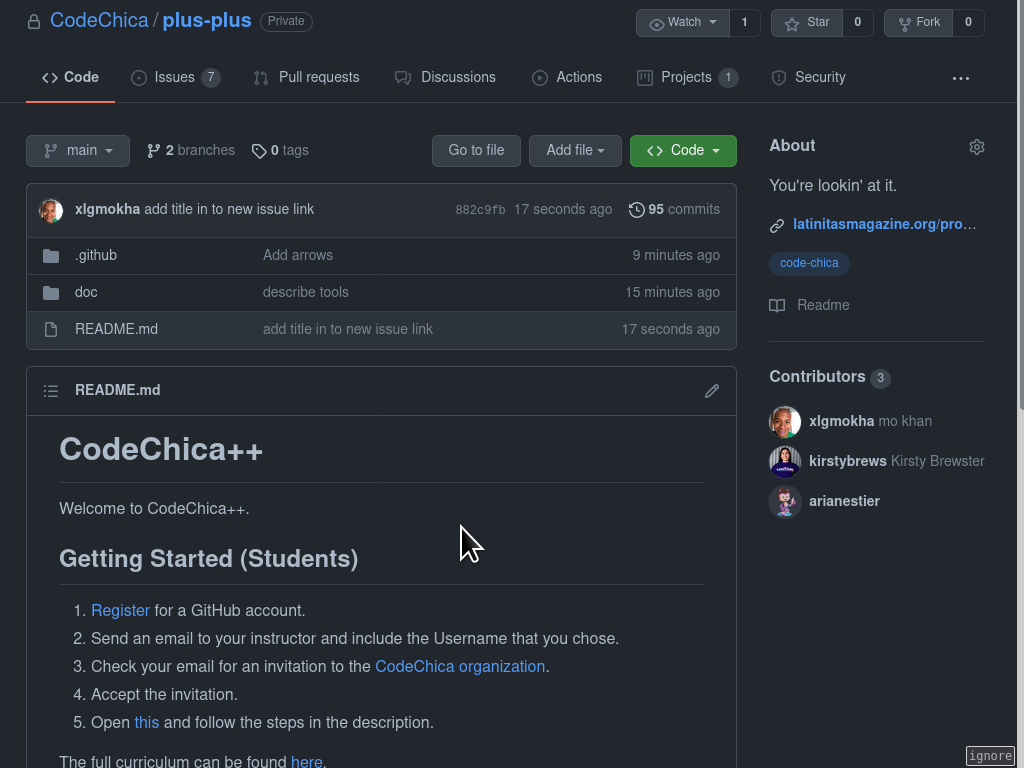 CodeChica / plus-plus Private Watch 1 Star 0 Fork 0
Code Issues 7 Pull requests Discussions Actions Projects 1 Security ...
main 2 branches 0 tags Go to file Add file Code
xlgmokha add title in to new issue link 882c9fb 17 seconds ago 95 commits
.github Add arrows 9 minutes ago
doc describe tools 15 minutes ago
README.md add title in to new issue link 17 seconds ago
README.md
CodeChica++
Welcome to CodeChica++.
Getting Started (Students)
1. Register for a GitHub account.
2. Send an email to your instructor and include the Username that you chose.
3. Check your email for an invitation to the CodeChica organization.
4. Accept the invitation.
5. Open this and follow the steps in the description.
The full curriculum can be found here.
About
You're lookin' at it.
latinitasmagazine.org/pro...
code-chica
Readme
Contributors 3
xlgmokha mo khan
kirstybrews Kirsty Brewster
arianestier
ignore